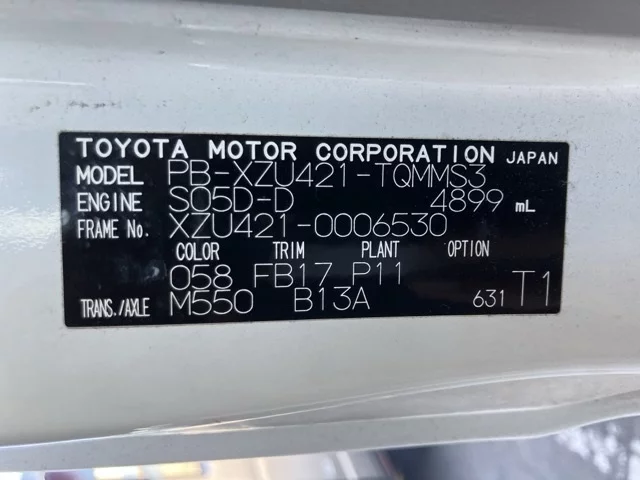 TOYOTA MOTOR CORPORATION JAPAN
MODEL PB-XZU421-TQMMS3
ENGINE S05D-D 4899 mL
FRAME No. XZU421-0006530
COLOR TRIM PLANT OPTION
058 FB17 P11
TRANS./AXLE M550 B13A 631 T1